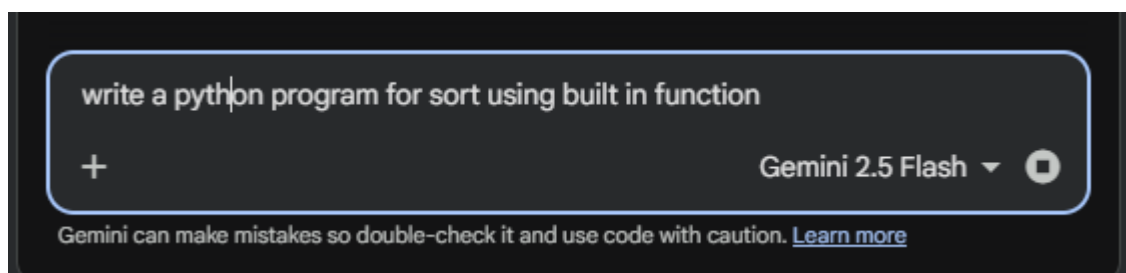 write a python program for sort using built in function
Gemini 2.5 Flash
Gemini can make mistakes so double-check it and use code with caution. Learn more